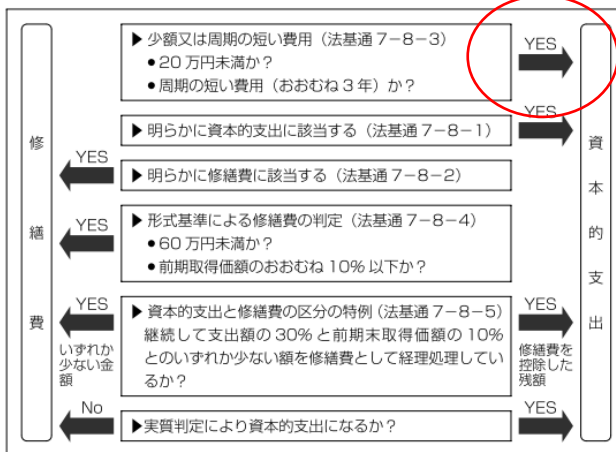 ▶ 少額又は周期の短い費用（法基通7−8−3）
● 20万円未満か？
● 周期の短い費用（おおむね3年）か？
YES
▶ 明らかに資本的支出に該当する（法基通7−8−1）
YES
YES
▶ 明らかに修繕費に該当する（法基通7−8−2）
YES
▶ 形式基準による修繕費の判定（法基通7−8−4）
● 60万円未満か？
● 前期取得価額のおおむね10%以下か？
YES
いずれか
少ない金
額
▶ 資本的支出と修繕費の区分の特例（法基通7−8−5）
継続して支出額の30%と前期末取得価額の10%
とのいずれか少ない額を修繕費として経理処理してい
るか？
YES
修繕費を
控除した
残額
No
▶実質判定により資本的支出になるか？
YES
修繕費
資本的支出